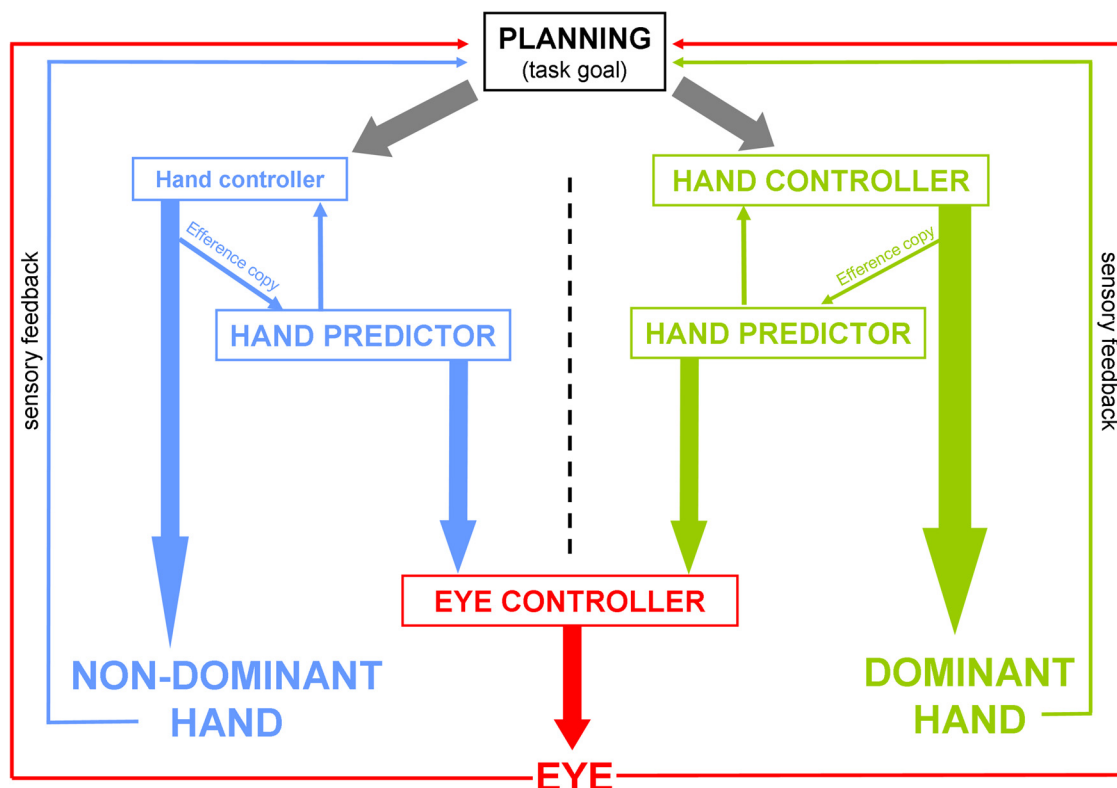 PLANNING
(task goal)
Hand controller
HAND CONTROLLER
Efference copy
Efference copy
HAND PREDICTOR
HAND PREDICTOR
sensory feedback
sensory feedback
EYE CONTROLLER
NON-DOMINANT
HAND
DOMINANT
HAND
EYE